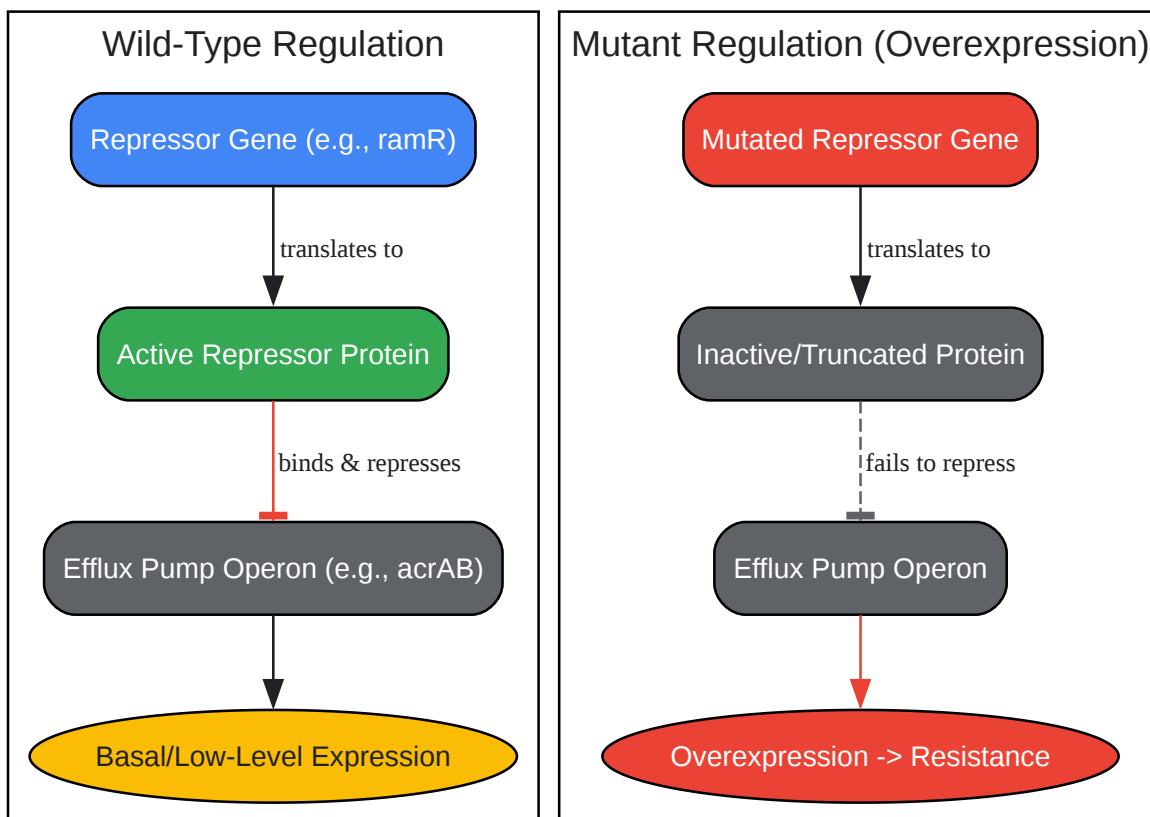 Wild-Type Regulation
Repressor Gene (e.g., ramR)
translates to
Active Repressor Protein
binds & represses
Efflux Pump Operon (e.g., acrAB)
Basal/Low-Level Expression
Mutant Regulation (Overexpression)
Mutated Repressor Gene
translates to
Inactive/Truncated Protein
fails to repress
Efflux Pump Operon
Overexpression -> Resistance